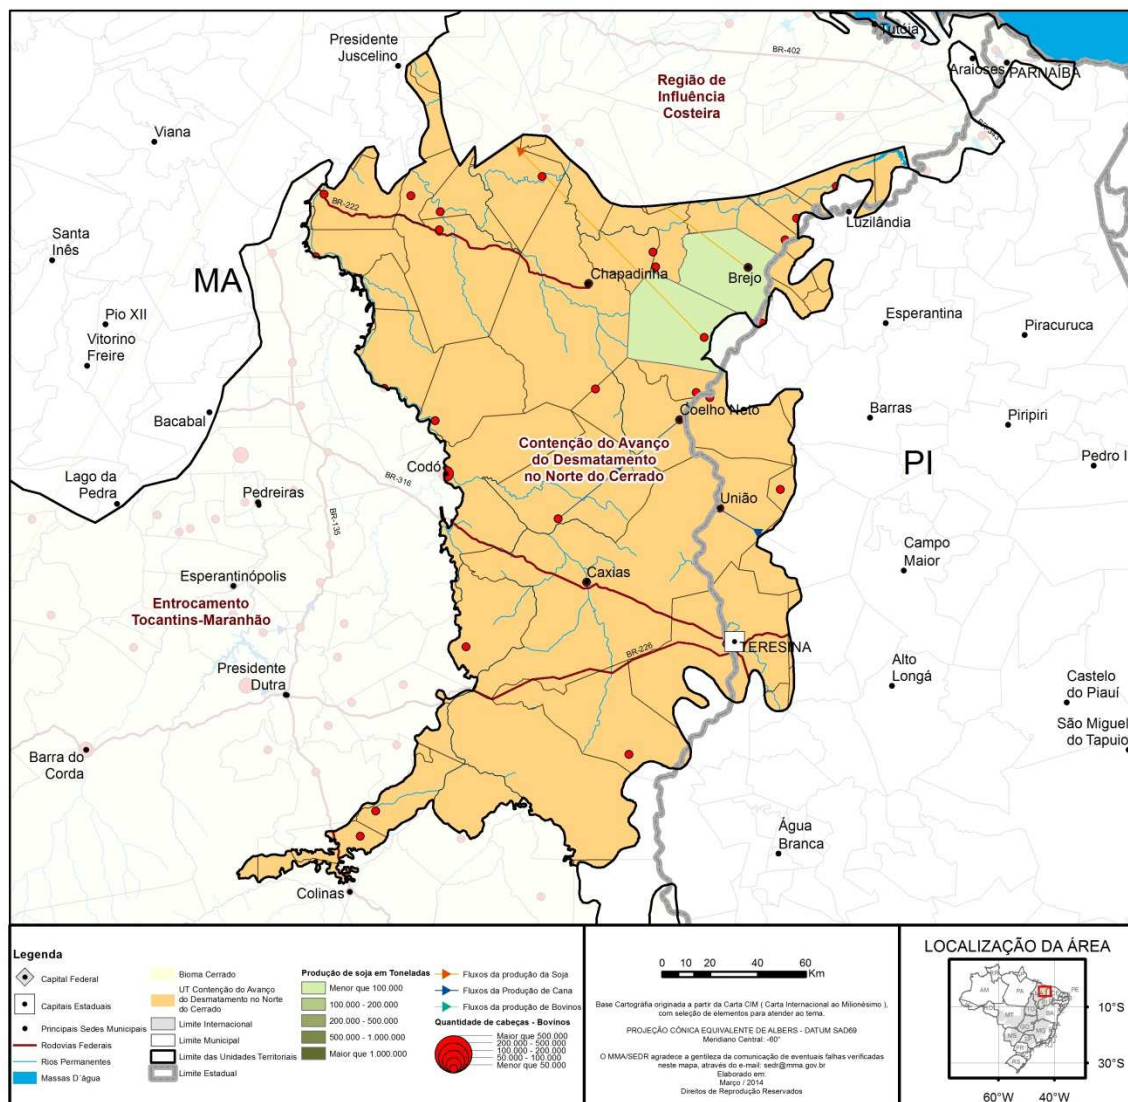 Presidente
Juscelino
BR-402
Tutóia
Araioses
PARNAÍBA
BR-343
Região de
Influência
Costeira
Viana
BR-222
Luzilândia
Santa
Inês
MA
Chapadinha
Brejo
Pio XII
Vitorino
Freire
Esperantina
Piracuruca
Bacabal
Coelho Neto
Barras
Piripiri
Contenção do Avanço
do Desmatamento
no Norte do Cerrado
PI
Pedro I
Codó
BR-316
Lago da
Pedra
Pedreiras
BR-135
União
Campo
Maior
Esperantinópolis
Caxias
Entrocamento
Tocantins-Maranhão
TERESINA
BR-226
Presidente
Dutra
Alto
Longá
Castelo
do Piauí
São Miguel
do Tapuio
Barra do
Corda
Água
Branca
Colinas
Legenda
Capital Federal
Capitais Estaduais
Principais Sedes Municipais
Rodovias Federais
Rios Permanentes
Massas D´água
Bioma Cerrado
UT Contenção do Avanço
do Desmatamento no Norte
do Cerrado
Limite Internacional
Limite Municipal
Limite das Unidades Territoriais
Limite Estadual
Produção de soja em Toneladas
Menor que 100.000
100.000 - 200.000
200.000 - 500.000
500.000 - 1.000.000
Maior que 1.000.000
Fluxos da produção da Soja
Fluxos da Produção de Cana
Fluxos da produção de Bovinos
Quantidade de cabeças - Bovinos
Maior que 500.000
200.000 - 500.000
100.000 - 200.000
50.000 - 100.000
Menor que 50.000
0 10 20 40 60
Km
Base Cartográfia originada a partir da Carta CIM ( Carta Internacional ao Milionésimo ),
com seleção de elementos para atender ao tema.
PROJEÇÃO CÔNICA EQUIVALENTE DE ALBERS - DATUM SAD69
Meridiano Central: -60°
O MMA/SEDR agradece a gentileza da comunicação de eventuais falhas verificadas
neste mapa, através do e-mail: sedr@mma.gov.br
Elaborado em:
Março / 2014
Direitos de Reprodução Reservados
LOCALIZAÇÃO DA ÁREA
AM
PA
PE
MT
BA
MG
RS
10°S
30°S
60°W
40°W